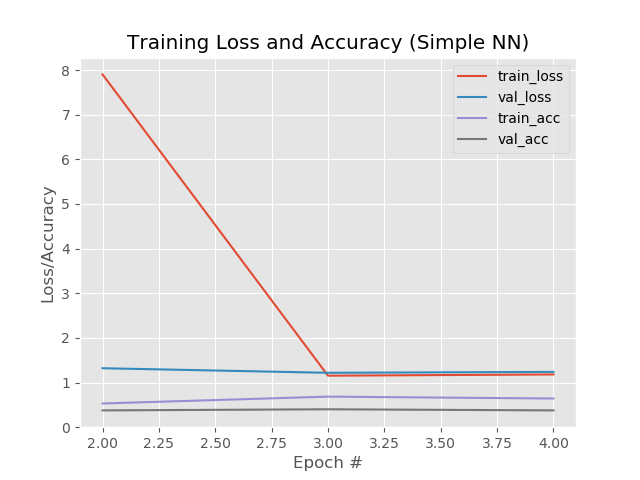 Training Loss and Accuracy (Simple NN)
train_loss
val_loss
train_acc
val_acc
Loss/Accuracy
8
7
6
5
4
3
2
1
0
2.00 2.25 2.50 2.75 3.00 3.25 3.50 3.75 4.00
Epoch #